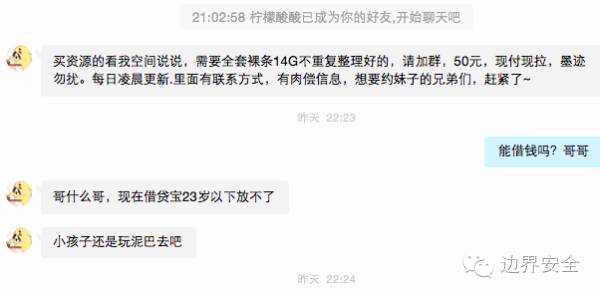 21:02:58 柠檬酸酸已成为你的好友,开始聊天吧
买资源的看我空间说说，需要全套裸条14G不重复整理好的，请加群，50元，现付现拉，墨迹
勿扰。每日凌晨更新.里面有联系方式，有肉偿信息，想要约妹子的兄弟们，赶紧了~
昨天 22:23
能借钱吗？哥哥
哥什么哥，现在借贷宝23岁以下放不了
小孩子还是玩泥巴去吧
昨天 22:24
边界安全